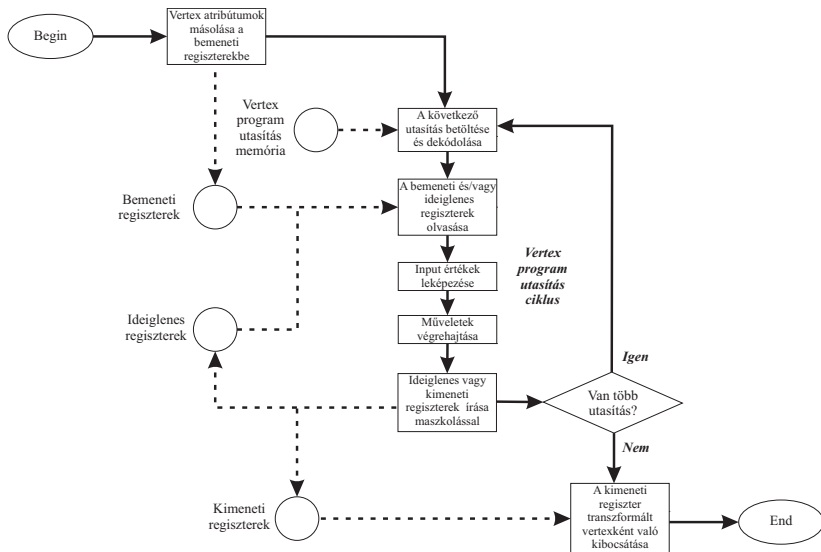 Begin
Vertex atribútumok
másolása a
bemeneti
regiszterekbe
Vertex
program
utasítás
memória
A következő
utasítás betöltése
és dekódolása
Bemeneti
regiszterek
A bemeneti és/vagy
ideiglenes
regiszterek
olvasása
Vertex
program
utasítás
ciklus
Input értékek
leképezése
Ideiglenes
regiszterek
Műveletek
végrehajtása
Igen
Ideiglenes vagy
kimeneti
regiszterek írása
maszkolással
Van több
utasítás?
Nem
Kimeneti
regiszterek
A kimeneti
regiszter
transzformált
vertexként való
kibocsátása
End